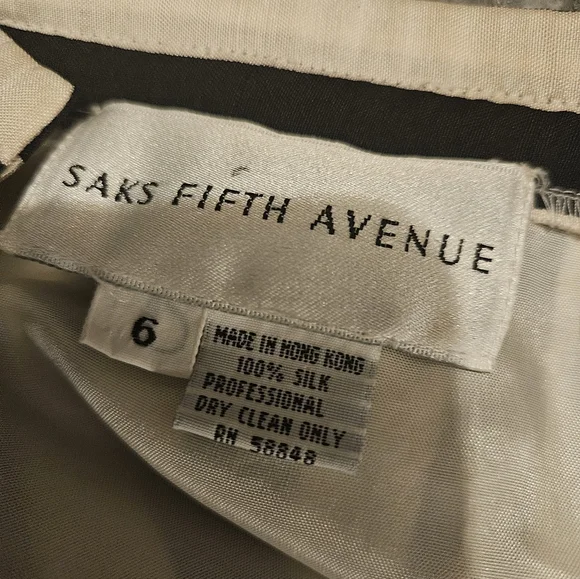 SAKS FIFTH AVENUE
6
MADE IN HONG KONG
100% SILK
PROFESSIONAL
DRY CLEAN ONLY
RN 58848